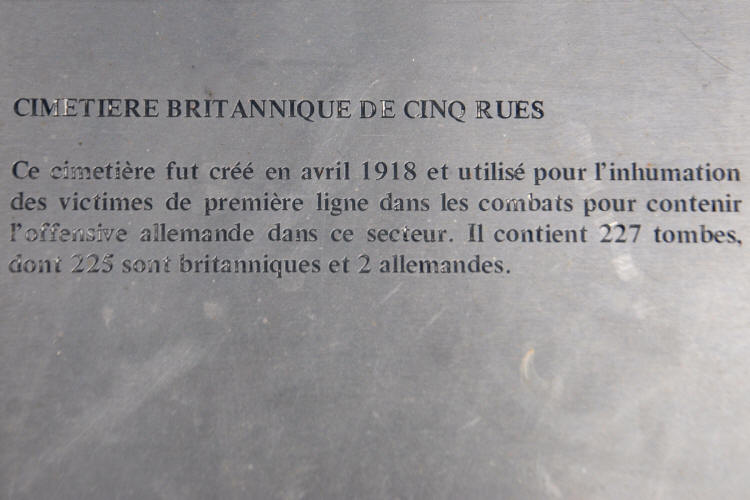 CIMETIERE BRITANNIQUE DE CINQ RUES
Ce cimetière fut créé en avril 1918 et utilisé pour l'inhumation
des victimes de première ligne dans les combats pour contenir
l'offensive allemande dans ce secteur. Il contient 227 tombes,
dont 225 sont britanniques et 2 allemandes.